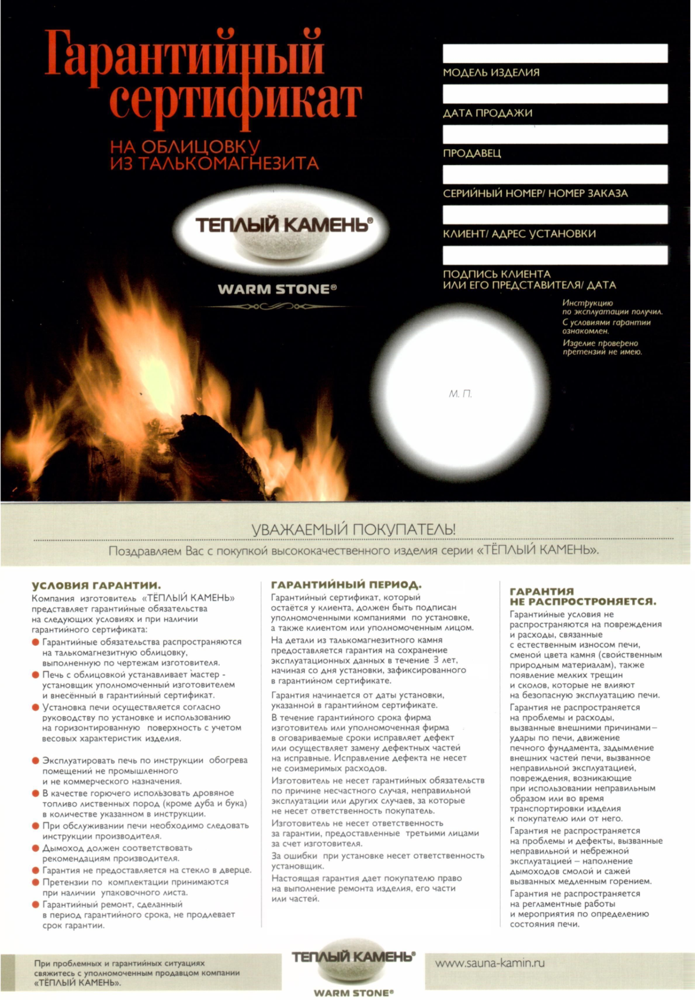 Гарантийный
сертификат
НА ОБЛИЦОВКУ
ИЗ ТАЛЬКОМАГНЕЗИТА
ТЕПЛЫЙ КАМЕНЬ®
WARM STONE®
МОДЕЛЬ ИЗДЕЛИЯ
ДАТА ПРОДАЖИ
ПРОДАВЕЦ
СЕРИЙНЫЙ НОМЕР/ НОМЕР ЗАКАЗА
КЛИЕНТ/ АДРЕС УСТАНОВКИ
ПОДПИСЬ КЛИЕНТА
ИЛИ ЕГО ПРЕДСТАВИТЕЛЯ/ ДАТА
Инструкцию
по эксплуатации получил.
С условиями гарантии
ознакомлен.
Изделие проверено
претензий не имею.
М. П.
УВАЖАЕМЫЙ ПОКУПАТЕЛЬ!
Поздравляем Вас с покупкой высококачественного изделия серии «ТЁПЛЫЙ КАМЕНЬ».
УСЛОВИЯ ГАРАНТИИ.
Компания изготовитель «ТЁПЛЫЙ КАМЕНЬ»
представляет гарантийные обязательства
на следующих условиях и при наличии
гарантийного сертификата:
Гарантийные обязательства распространяются
на талькомагнезитную облицовку,
выполненную по чертежам изготовителя.
Печь с облицовкой устанавливает мастер -
установщик уполномоченный изготовителем
и внесённый в гарантийный сертификат.
Установка печи осуществляется согласно
руководству по установке и использованию
на горизонтированную поверхность с учетом
весовых характеристик изделия.
Эксплуатировать печь по инструкции обогрева
помещений не промышленного
и не коммерческого назначения.
В качестве горючего использовать дровяное
топливо лиственных пород (кроме дуба и бука)
в количестве указанном в инструкции.
При обслуживании печи необходимо следовать
инструкции производителя.
Дымоход должен соответствовать
рекомендациям производителя.
Гарантия не предоставляется на стекло в дверце.
Претензии по комплектации принимаются
при наличии упаковочного листа.
Гарантийный ремонт, сделанный
в период гарантийного срока, не продлевает
срок гарантии.
ГАРАНТИЙНЫЙ ПЕРИОД.
Гарантийный сертификат, который
остаётся у клиента, должен быть подписан
уполномоченными компаниями по установке,
а также клиентом или уполномоченным лицом.
На детали из талькомагнезитного камня
предоставляется гарантия на сохранение
эксплуатационных данных в течение 3 лет,
начиная со дня установки, зафиксированного
в гарантийном сертификате.
Гарантия начинается от даты установки,
указанной в гарантийном сертификате.
В течение гарантийного срока фирма
изготовитель или уполномоченная фирма
в оговариваемые сроки исправляет дефект
или осуществляет замену дефектных частей
на исправные. Исправление дефекта не несет
не соизмеримых расходов.
Изготовитель не несет гарантийных обязательств
по причине несчастного случая, неправильной
эксплуатации или других случаев, за которые
не несет ответственность покупатель.
Изготовитель не несет ответственность
за гарантии, предоставленные третьими лицами
за счет изготовителя.
За ошибки при установке несет ответственность
установщик.
Настоящая гарантия дает покупателю право
на выполнение ремонта изделия, его части
или частей.
ГАРАНТИЯ
НЕ РАСПРОСТРОНЯЕТСЯ.
Гарантийные условия не
распространяются на повреждения
и расходы, связанные
с естественным износом печи,
сменой цвета камня (свойственным
природным материалам), также
появление мелких трещин
и сколов, которые не влияют
на безопасную эксплуатацию печи.
Гарантия не распространяется
на проблемы и расходы,
вызванные внешними причинами–
удары по печи, движение
печного фундамента, задымление
внешних частей печи, вызванное
неправильной эксплуатацией,
повреждения, возникающие
при использовании неправильным
образом или во время
транспортировки изделия
к покупателю или от него.
Гарантия не распространяется
на проблемы и дефекты, вызванные
неправильной и небрежной
эксплуатацией – наполнение
дымоходов смолой и сажей
вызванных медленным горением.
Гарантия не распространяется
на регламентные работы
и мероприятия по определению
состояния печи.
При проблемных и гарантийных ситуациях
свяжитесь с уполномоченным продавцом компании
«ТЁПЛЫЙ КАМЕНЬ».
ТЕПЛЫЙ КАМЕНЬ®
WARM STONE®
www.sauna-kamin.ru